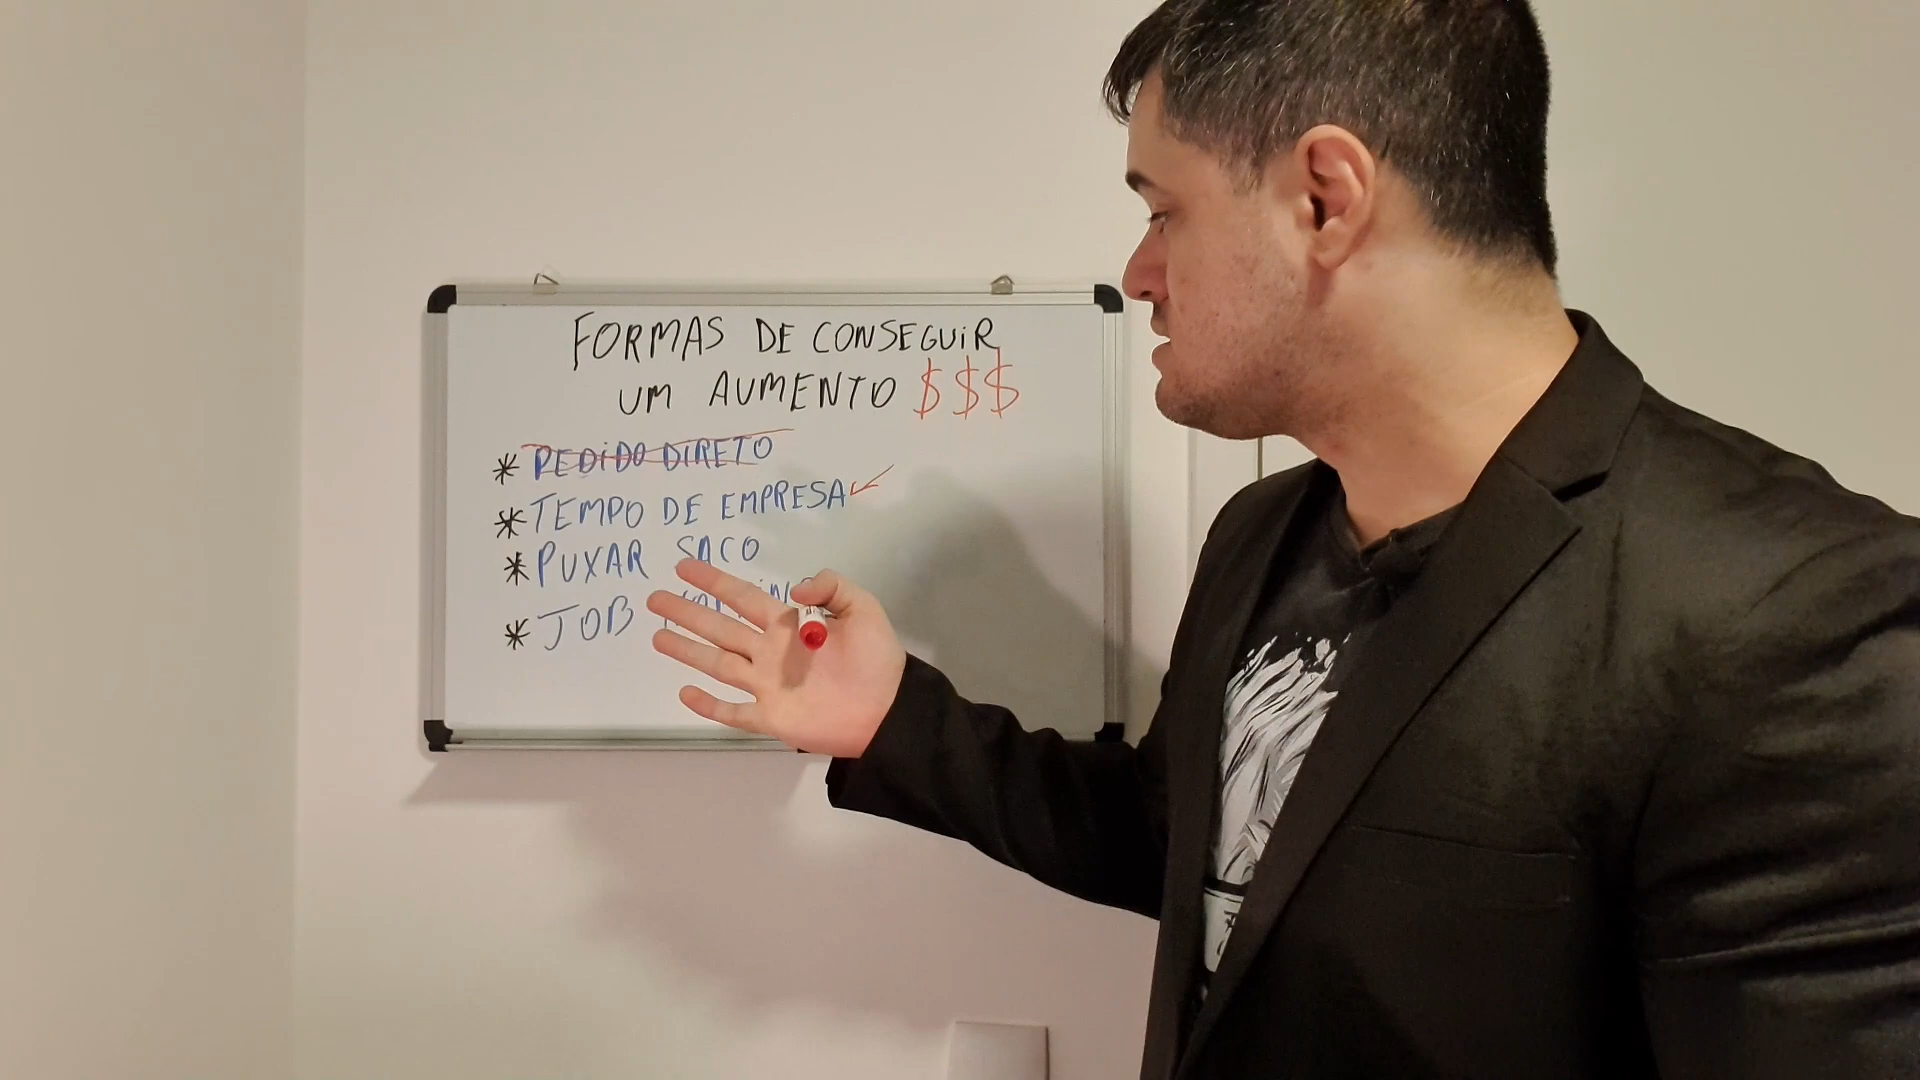 FORMAS DE CONSEGUIR
UM AUMENTO $$$
* PEDIDO DIRETO
* TEMPO DE EMPRESA ✓
* PUXAR SACO
* JOB